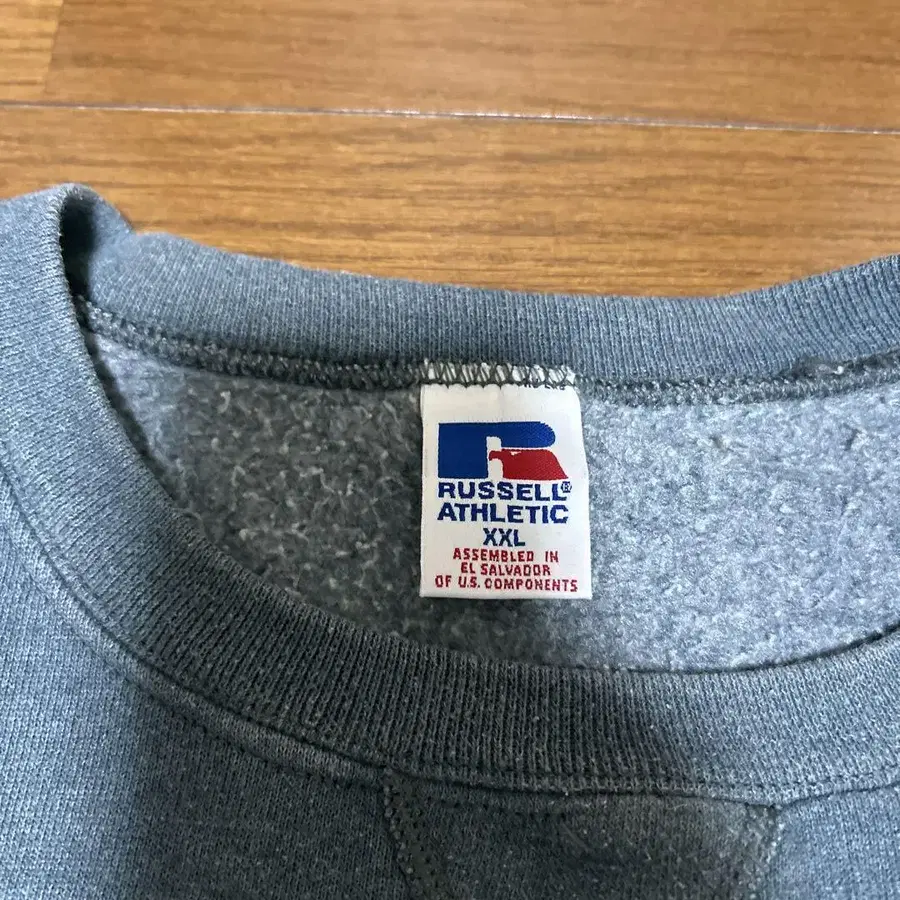 RUSSELL®
ATHLETIC
XXL
ASSEMBLED IN
EL SALVADOR
OF U.S. COMPONENTS